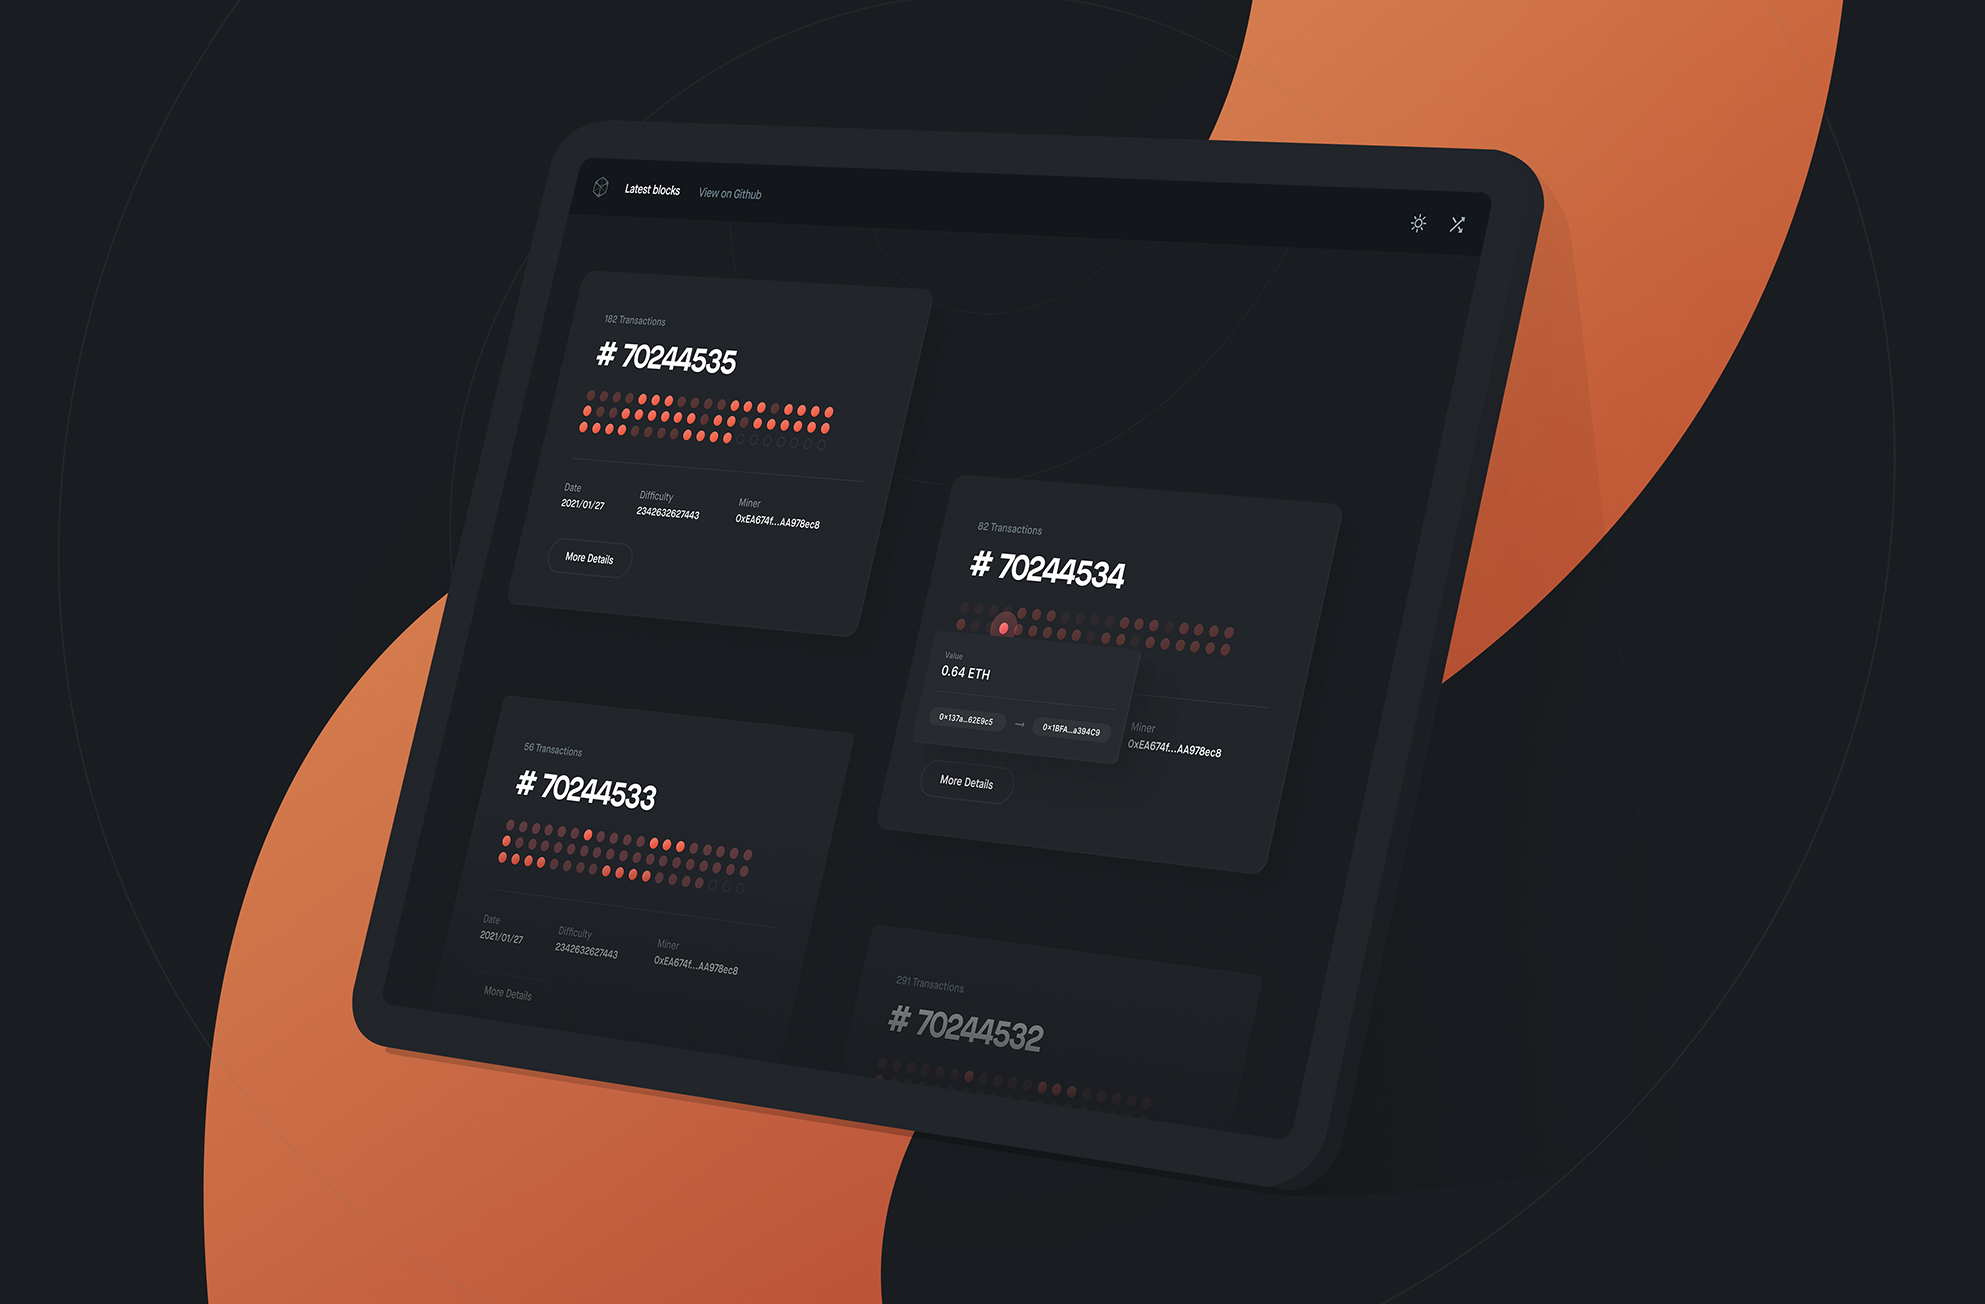 Latest blocks
View on Github
182 Transactions
# 70244535
Date
2021/01/27
Difficulty
2342632627443
Miner
0xEA674f...AA978ec8
More Details
82 Transactions
# 70244534
Value
0.64 ETH
0×137a...62E9c5 → 0×1BFA...a394C9
Miner
0xEA674f...AA978ec8
More Details
56 Transactions
# 70244533
Date
2021/01/27
Difficulty
2342632627443
Miner
0xEA674f...AA978ec8
More Details
291 Transactions
# 70244532